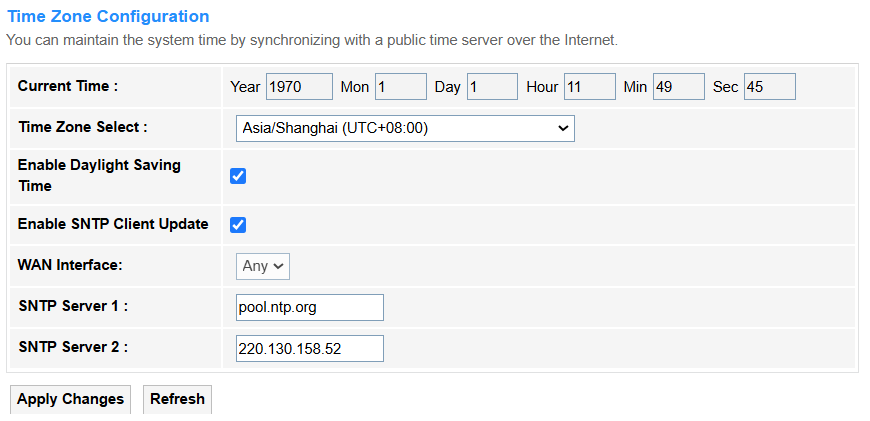 Time Zone Configuration
You can maintain the system time by synchronizing with a public time server over the Internet.
Current Time : Year 1970 Mon 1 Day 1 Hour 11 Min 49 Sec 45
Time Zone Select : Asia/Shanghai (UTC+08:00)
Enable Daylight Saving
Time
Enable SNTP Client Update
WAN Interface: Any
SNTP Server 1 : pool.ntp.org
SNTP Server 2 : 220.130.158.52
Apply Changes Refresh